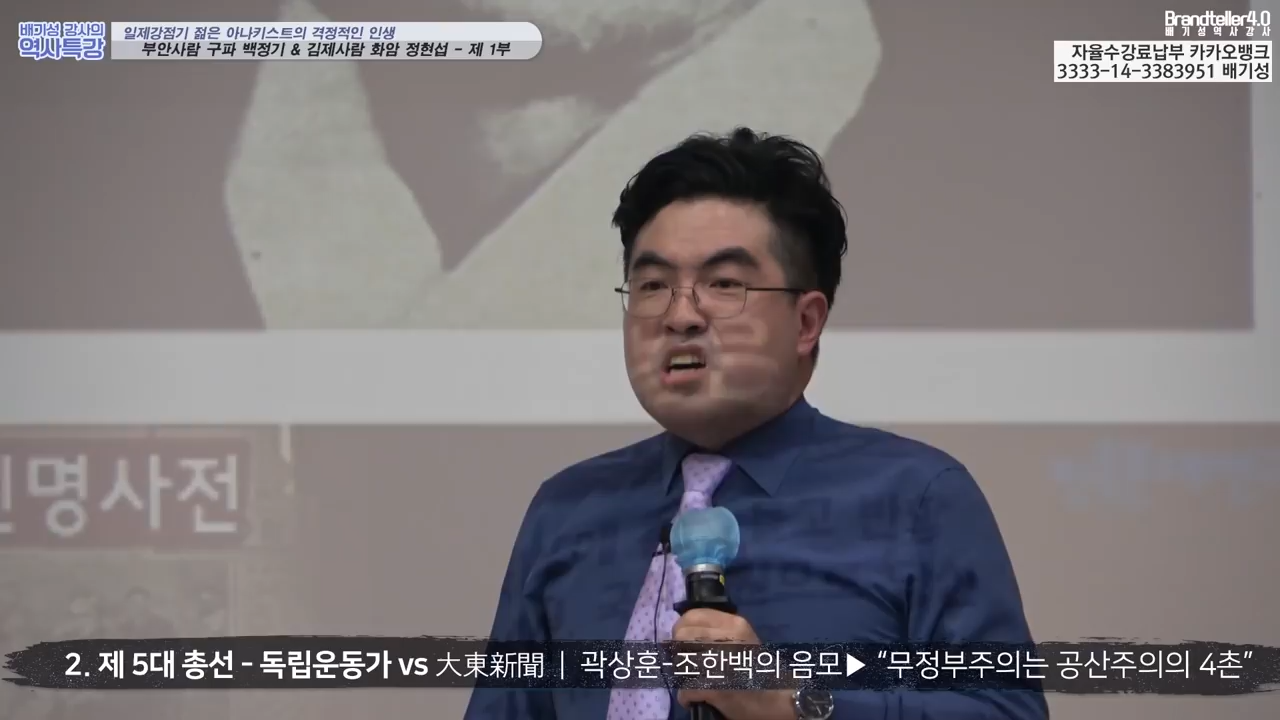 배기성 강사의
역사특강
일제강점기 젊은 아나키스트의 격정적인 인생
부안사람 구파 백정기 & 김제사람 화암 정현섭 - 제 1부
Brandteller4.0
배기성역사강사
자율수강료납부 카카오뱅크
3333-14-3383951 배기성
인명사전
2. 제 5대 총선 - 독립운동가 vs 大東新聞 | 곽상훈-조한백의 음모▶ “무정부주의는 공산주의의 4촌”